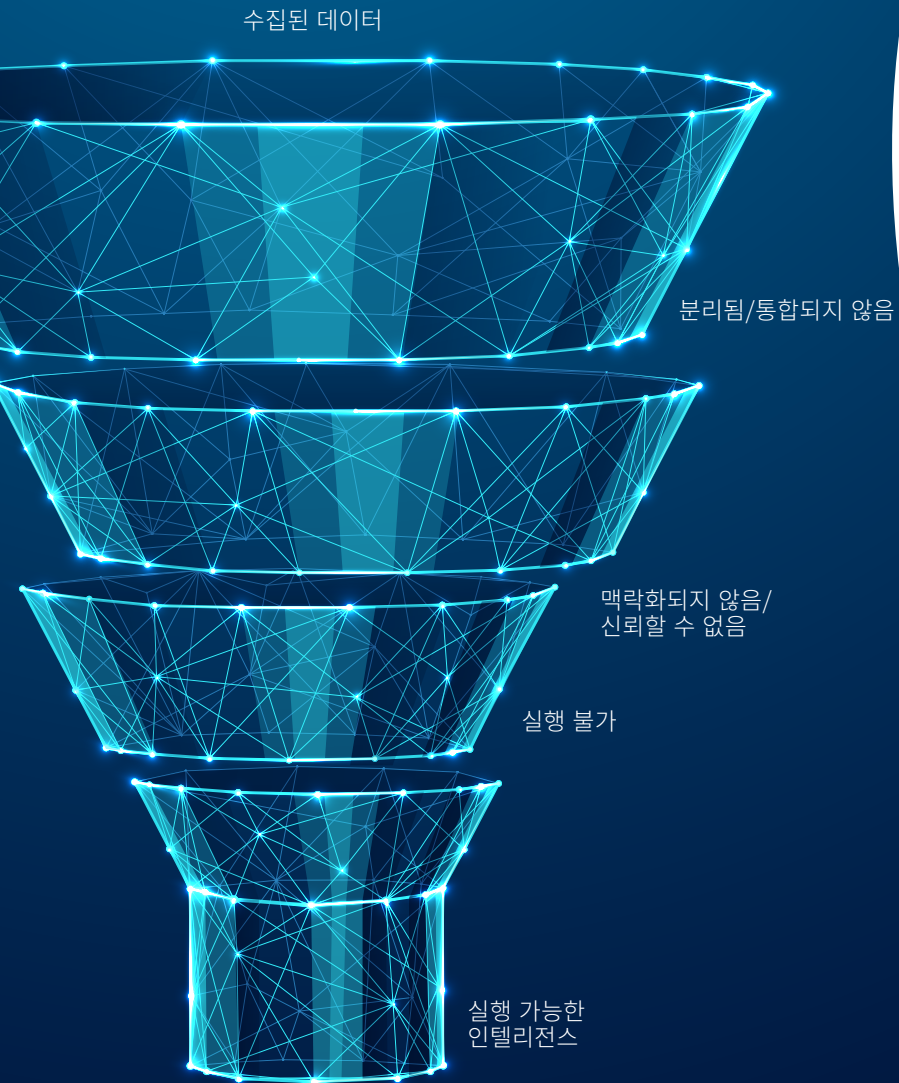 수집된 데이터
분리됨/통합되지 않음
맥락화되지 않음/
신뢰할 수 없음
실행 불가
실행 가능한
인텔리전스